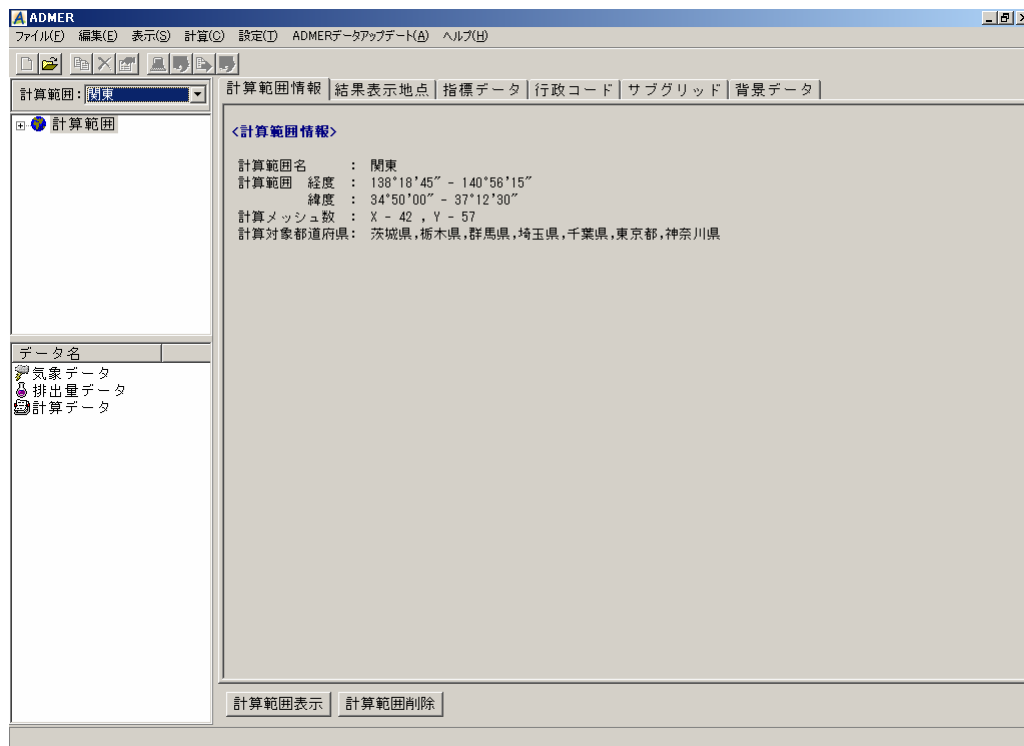 ADMER
ファイル(F) 編集(E) 表示(S) 計算(C) 設定(T) ADMERデータアップデート(A) ヘルプ(H)
計算範囲: 関東
計算範囲
データ名
気象データ
排出量データ
計算データ
計算範囲情報 結果表示地点 指標データ 行政コード サブグリッド 背景データ
<計算範囲情報>
計算範囲名 : 関東
計算範囲 経度 : 138°18'45" - 140°56'15"
緯度 : 34°50'00" - 37°12'30"
計算メッシュ数 : X - 42 , Y - 57
計算対象都道府県: 茨城県,栃木県,群馬県,埼玉県,千葉県,東京都,神奈川県
計算範囲表示 計算範囲削除